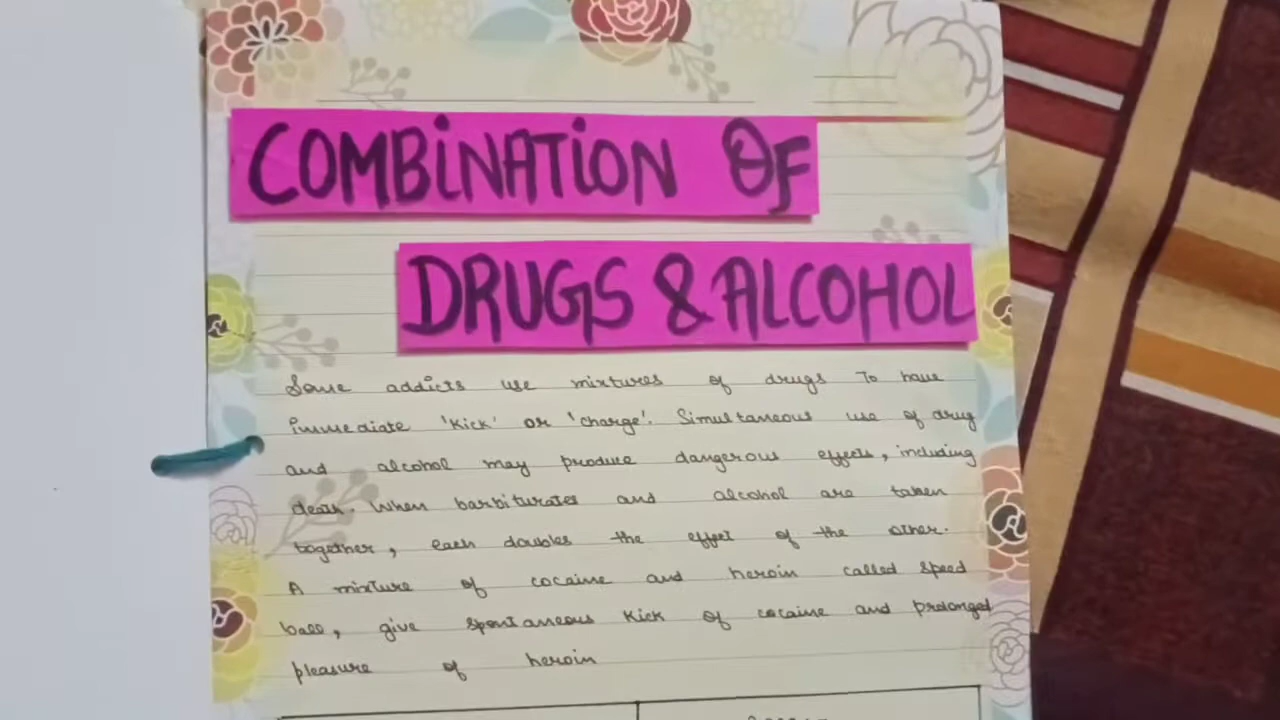 COMBINATION OF
DRUGS & ALCOHOL
Some addicts use mixtures of drugs To have
immediate 'Kick' or 'charge'. Simultaneous use of drug
and alcohol may produce dangerous effects, including
death. When barbiturates and alcohol are taken
together, each doubles the effect of the other.
A mixture of cocaine and heroin called speed
ball, give spontaneous kick of cocaine and prolonged
pleasure of heroin